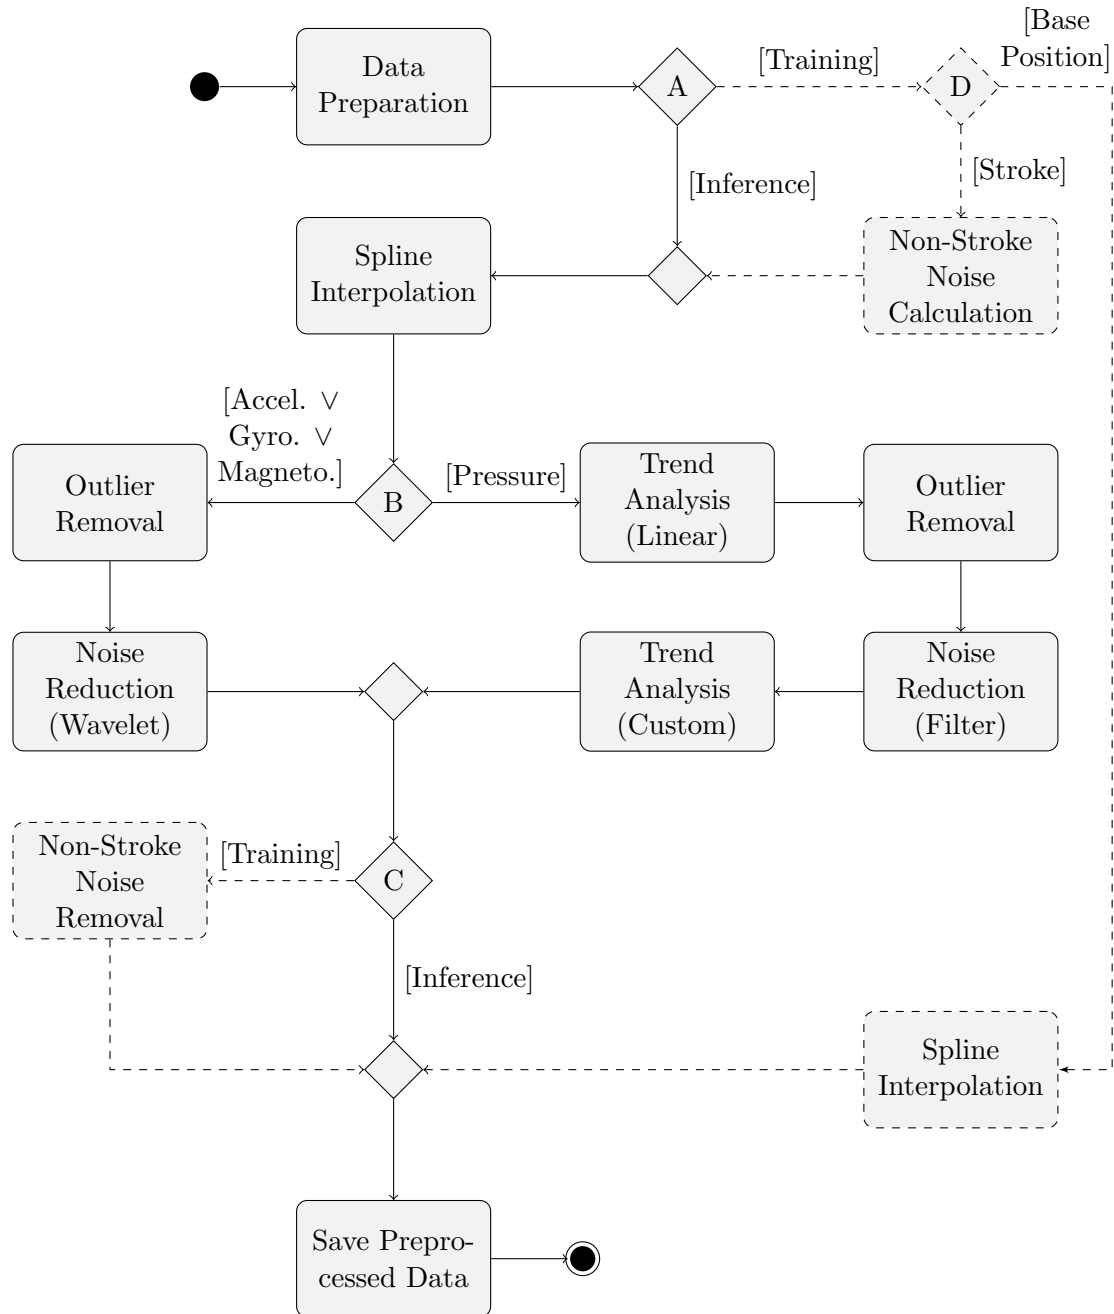 [Base
Position]
Data
Preparation
A
[Training]
D
[Inference]
[Stroke]
Spline
Interpolation
Non-Stroke
Noise
Calculation
[Accel. ∨
Gyro. ∨
Magneto.]
Outlier
Removal
B
[Pressure]
Trend
Analysis
(Linear)
Outlier
Removal
Noise
Reduction
(Wavelet)
Trend
Analysis
(Custom)
Noise
Reduction
(Filter)
Non-Stroke
Noise
Removal
[Training]
C
[Inference]
Spline
Interpolation
Save Prepro-
cessed Data